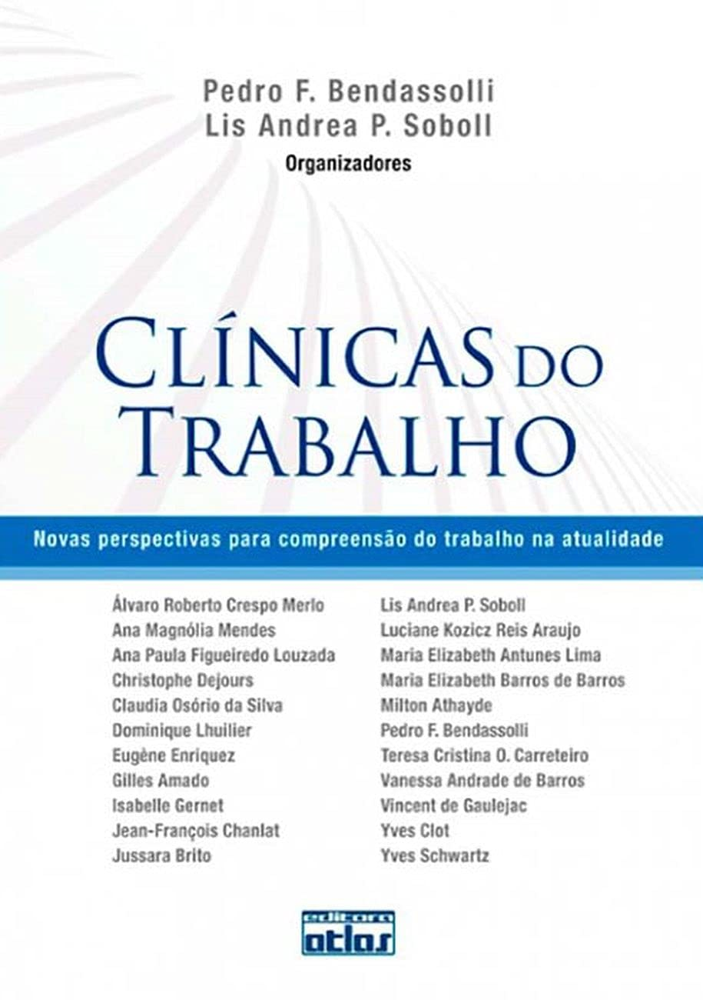 Pedro F. Bendassolli
Lis Andrea P. Soboll
Organizadores
CLÍNICAS DO
TRABALHO
Novas perspectivas para compreensão do trabalho na atualidade
Álvaro Roberto Crespo Merlo
Ana Magnólia Mendes
Ana Paula Figueiredo Louzada
Christophe Dejours
Claudia Osório da Silva
Dominique Lhuilier
Eugène Enriquez
Gilles Amado
Isabelle Gernet
Jean-François Chanlat
Jussara Brito
Lis Andrea P. Soboll
Luciane Kozicz Reis Araujo
Maria Elizabeth Antunes Lima
Maria Elizabeth Barros de Barros
Milton Athayde
Pedro F. Bendassolli
Teresa Cristina O. Carreteiro
Vanessa Andrade de Barros
Vincent de Gaulejac
Yves Clot
Yves Schwartz
editora
atlas